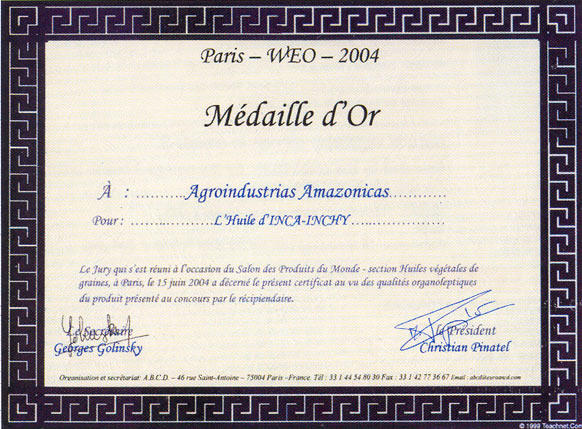 Paris – WEO – 2004
Médaille d'Or
À : ............Agroindustrias Amazonicas.............
Pour : ....................L'Huile d'INCA-INCHY.......................
Le Jury qui s'est réuni à l'occasion du Salon des Produits du Monde - section Huiles végétales de
graines, à Paris, le 15 juin 2004 a décerné le présent certificat au vu des qualités organoleptiques
du produit présenté au concours par le récipiendaire.
Le Secrétaire
Georges Golinsky
le Président
Christian Pinatel
Organisation et secrétariat: A.B.C.D. – 46 rue Saint-Antoine – 75004 Paris –France. Tél : 33 1 44 54 80 30 Fax : 33 1 42 77 36 67 Email :
© 1999 Teachnet.Com